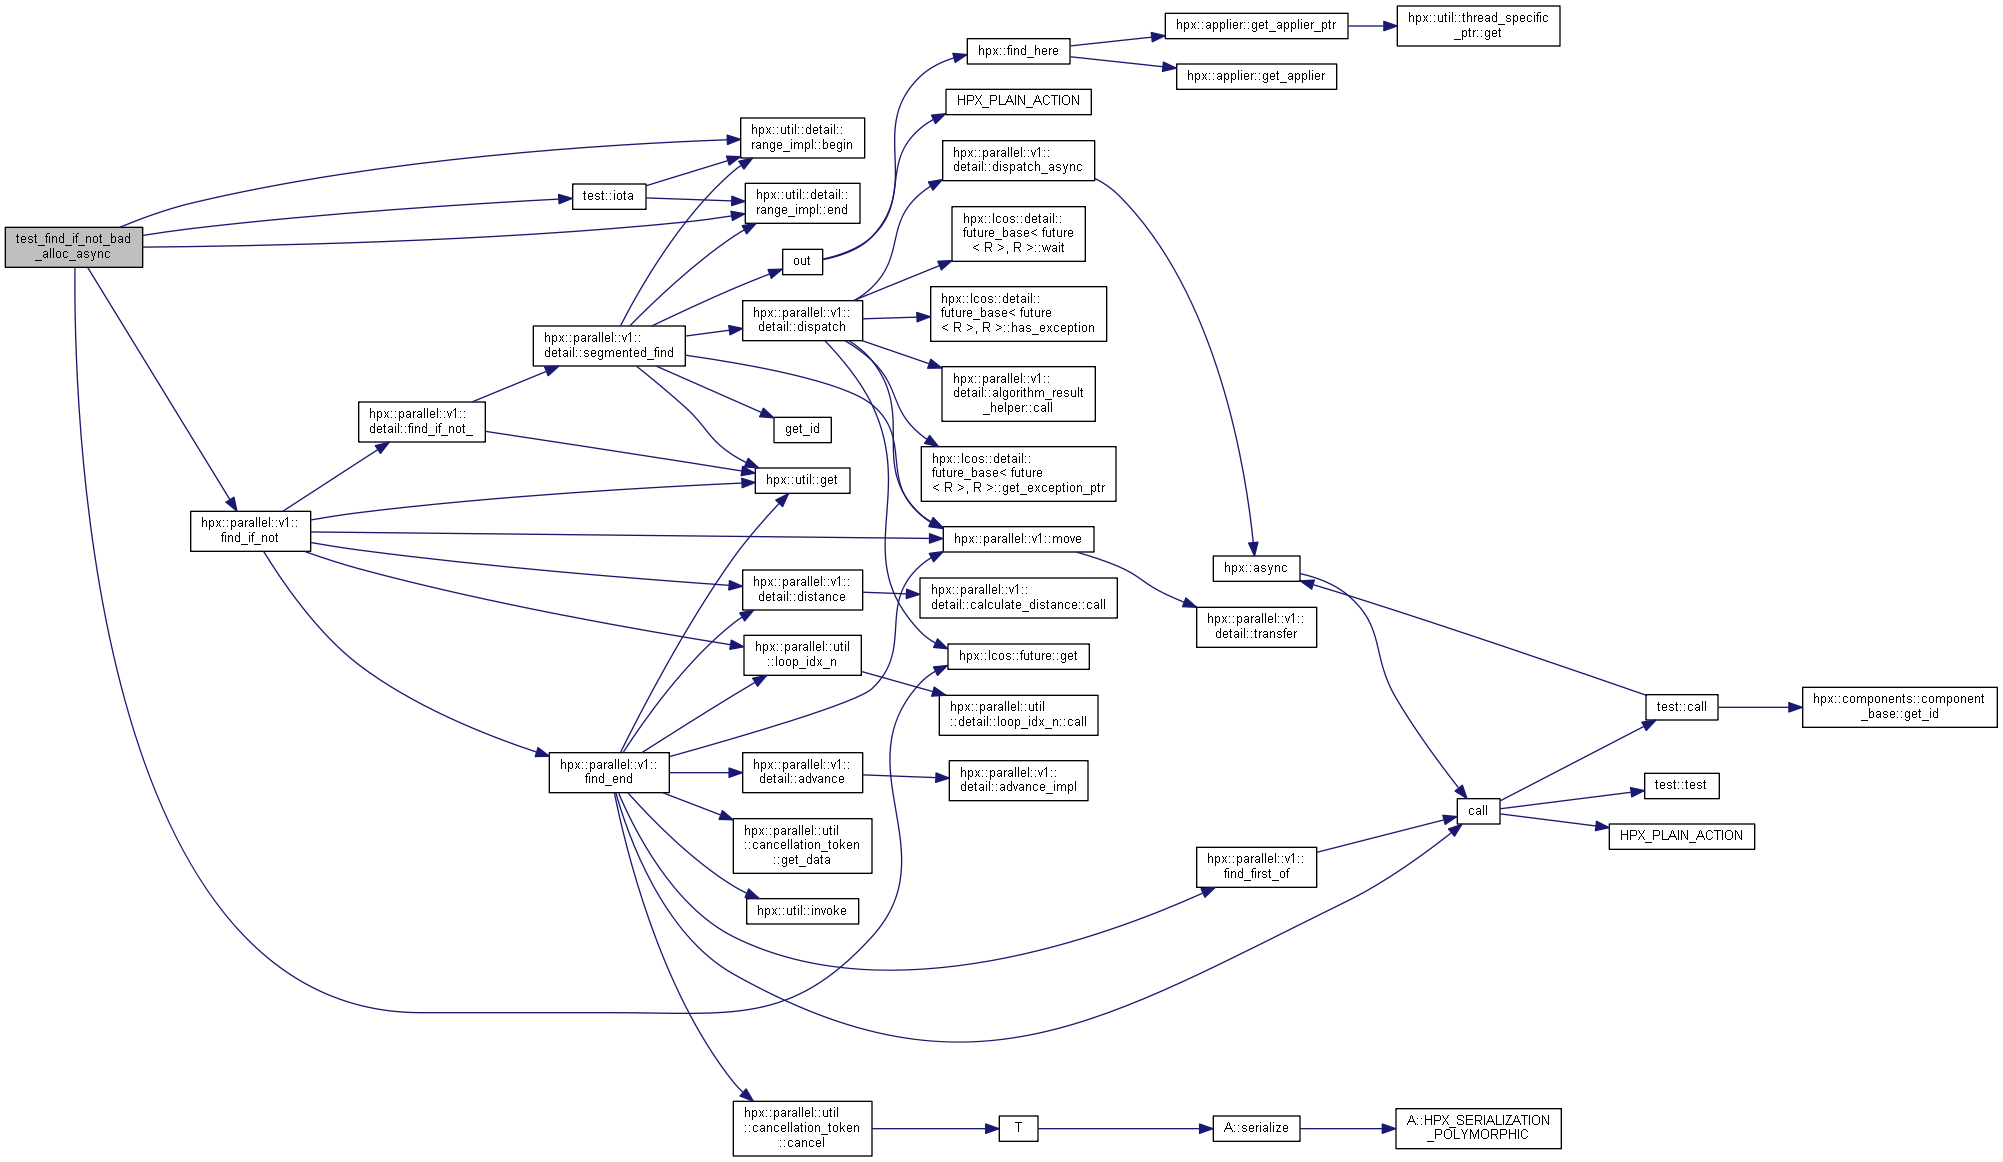 test_find_if_not_bad
_alloc_async
hpx::parallel::v1::
find_if_not
hpx::parallel::v1::
detail::find_if_not_
hpx::parallel::v1::
detail::segmented_find
test::iota
hpx::parallel::v1::
find_end
hpx::util::detail::
range_impl::begin
hpx::util::detail::
range_impl::end
out
hpx::parallel::v1::
detail::dispatch
get_id
hpx::util::get
hpx::parallel::v1::
detail::distance
hpx::parallel::util
::loop_idx_n
hpx::parallel::v1::
detail::advance
hpx::parallel::util
::cancellation_token
::get_data
hpx::util::invoke
hpx::parallel::util
::cancellation_token
::cancel
hpx::find_here
HPX_PLAIN_ACTION
hpx::parallel::v1::
detail::dispatch_async
hpx::lcos::detail::
future_base< future
< R >, R >::wait
hpx::lcos::detail::
future_base< future
< R >, R >::has_exception
hpx::parallel::v1::
detail::algorithm_result
_helper::call
hpx::lcos::detail::
future_base< future
< R >, R >::get_exception_ptr
hpx::parallel::v1::move
hpx::parallel::v1::
detail::calculate_distance::call
hpx::lcos::future::get
hpx::parallel::util
::detail::loop_idx_n::call
hpx::parallel::v1::
detail::advance_impl
T
hpx::applier::get_applier_ptr
hpx::applier::get_applier
hpx::async
hpx::parallel::v1::
detail::transfer
hpx::parallel::v1::
find_first_of
A::serialize
hpx::util::thread_specific
_ptr::get
call
A::HPX_SERIALIZATION
_POLYMORPHIC
test::call
test::test
HPX_PLAIN_ACTION
hpx::components::component
_base::get_id